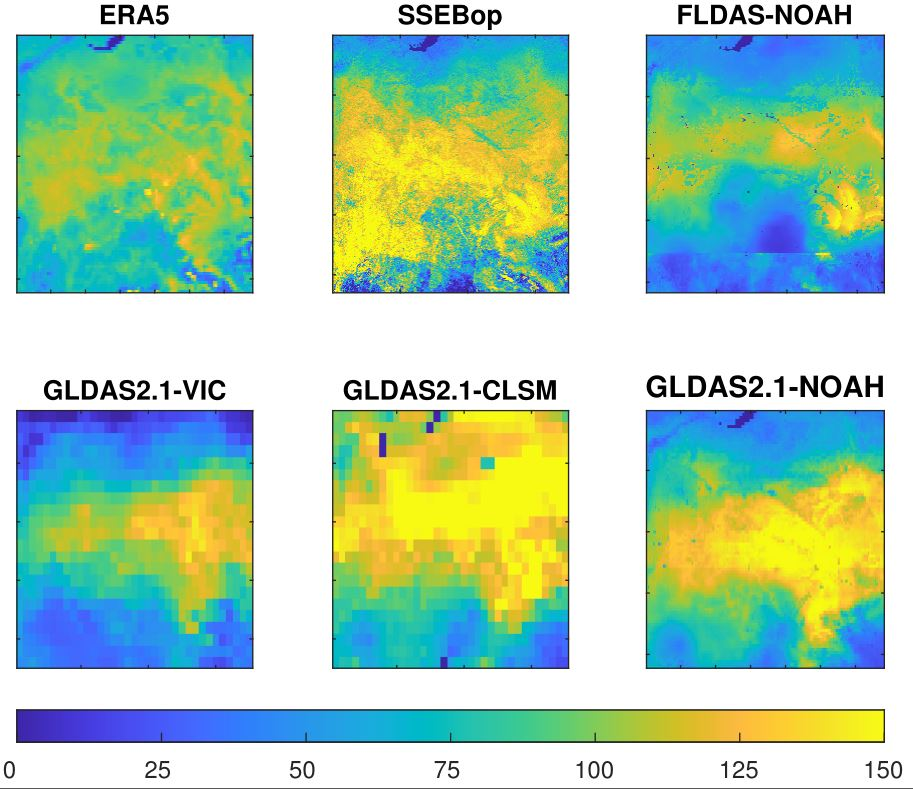 ERA5 SSEBop FLDAS-NOAH
GLDAS2.1-VIC GLDAS2.1-CLSM GLDAS2.1-NOAH
0 25 50 75 100 125 150